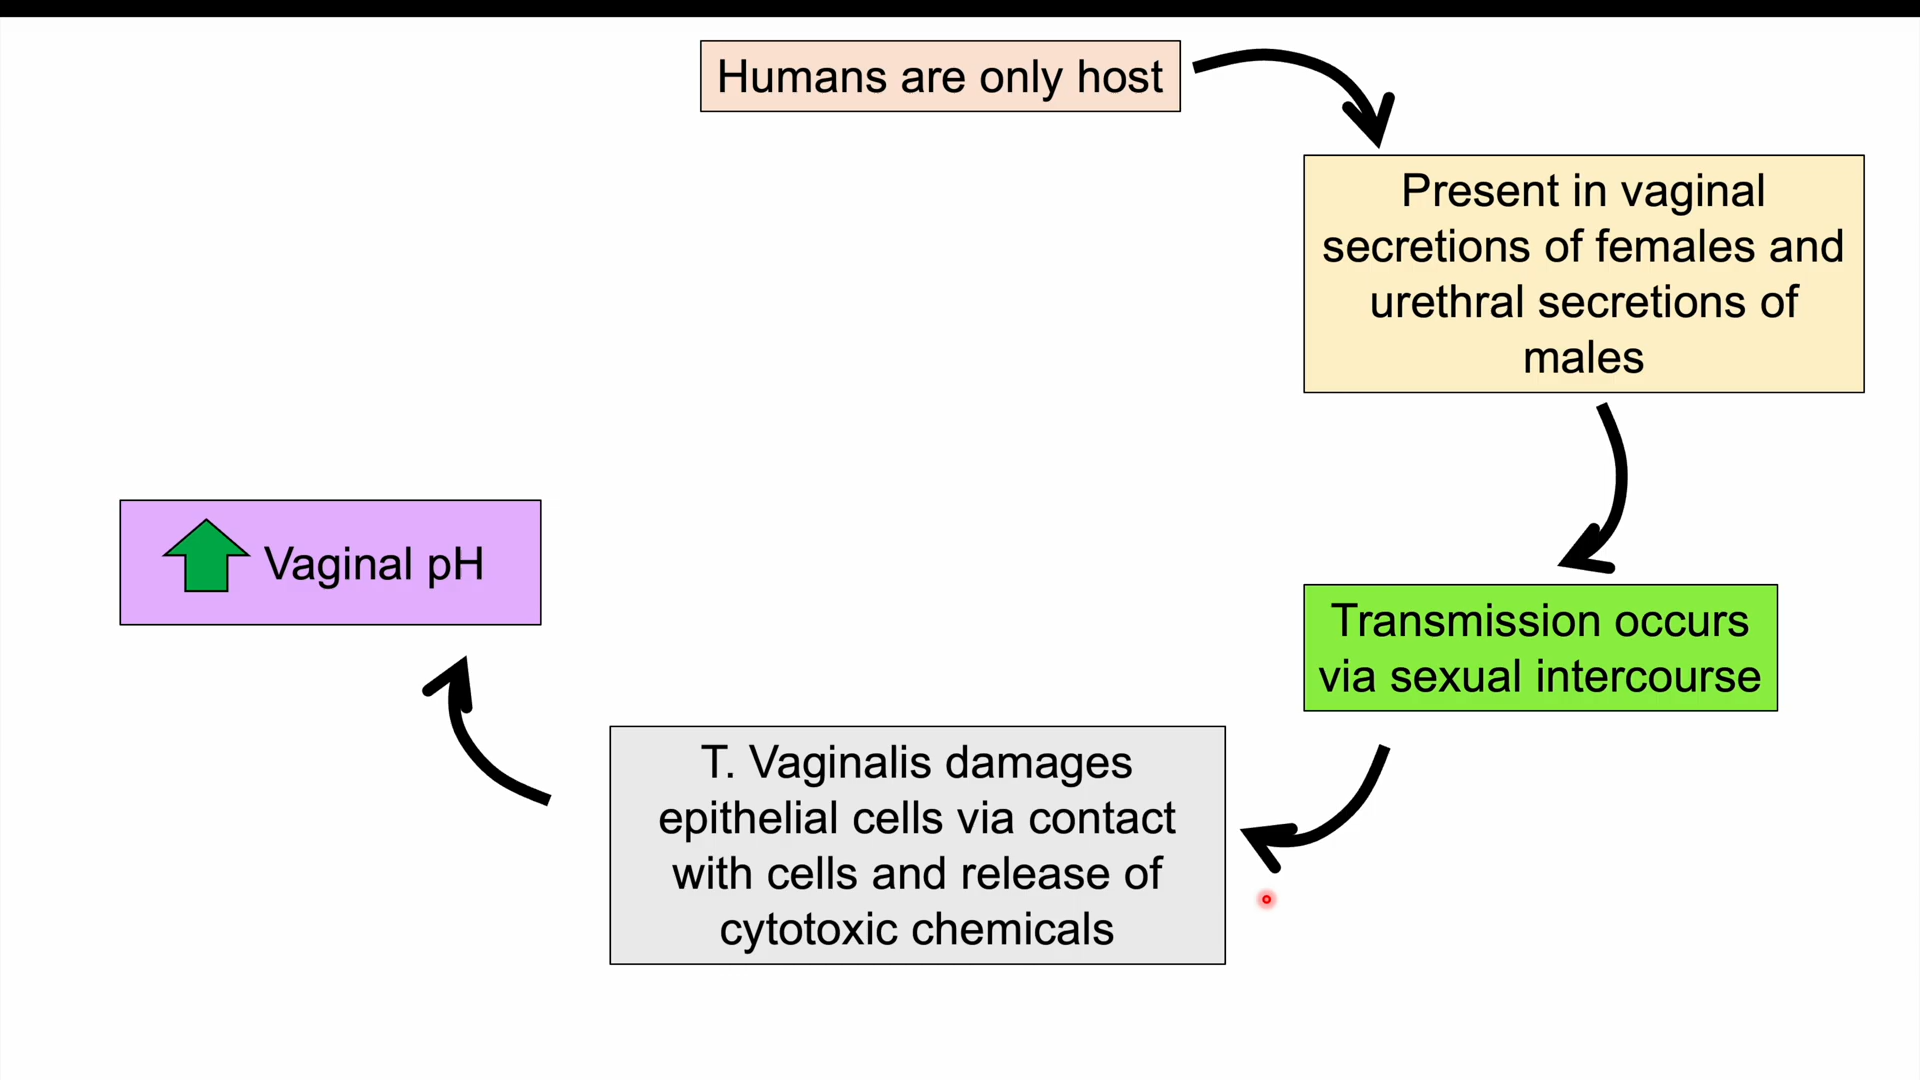 Humans are only host
Present in vaginal
secretions of females and
urethral secretions of
males
Transmission occurs
via sexual intercourse
T. Vaginalis damages
epithelial cells via contact
with cells and release of
cytotoxic chemicals
Vaginal pH